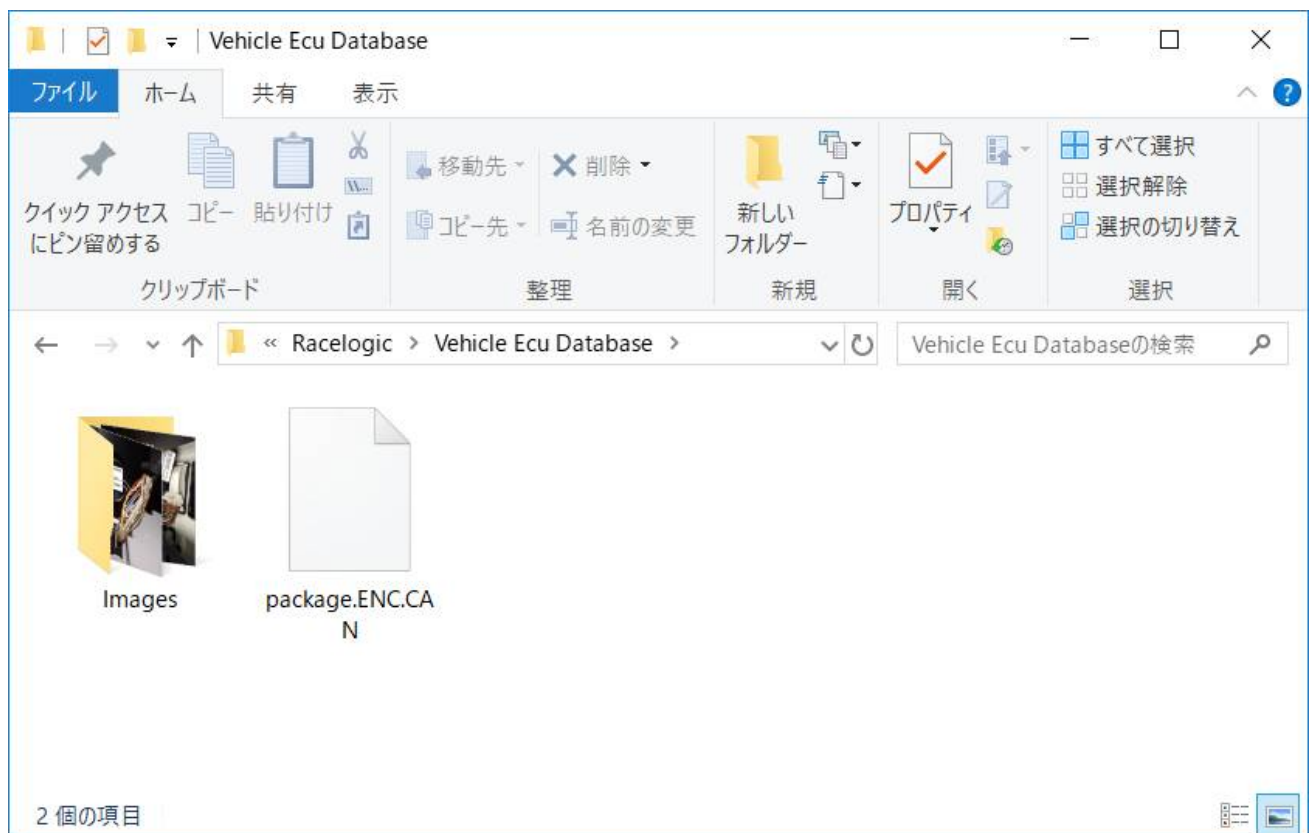 Vehicle Ecu Database
ファイル ホーム 共有 表示
クイック アクセス
にピン留めする
コピー
貼り付け
移動先
削除
コピー先
名前の変更
新しい
フォルダー
プロパティ
すべて選択
選択解除
選択の切り替え
クリップボード 整理 新規 開く 選択
« Racelogic > Vehicle Ecu Database >
Vehicle Ecu Databaseの検索
Images
package.ENC.CA
N
2 個の項目